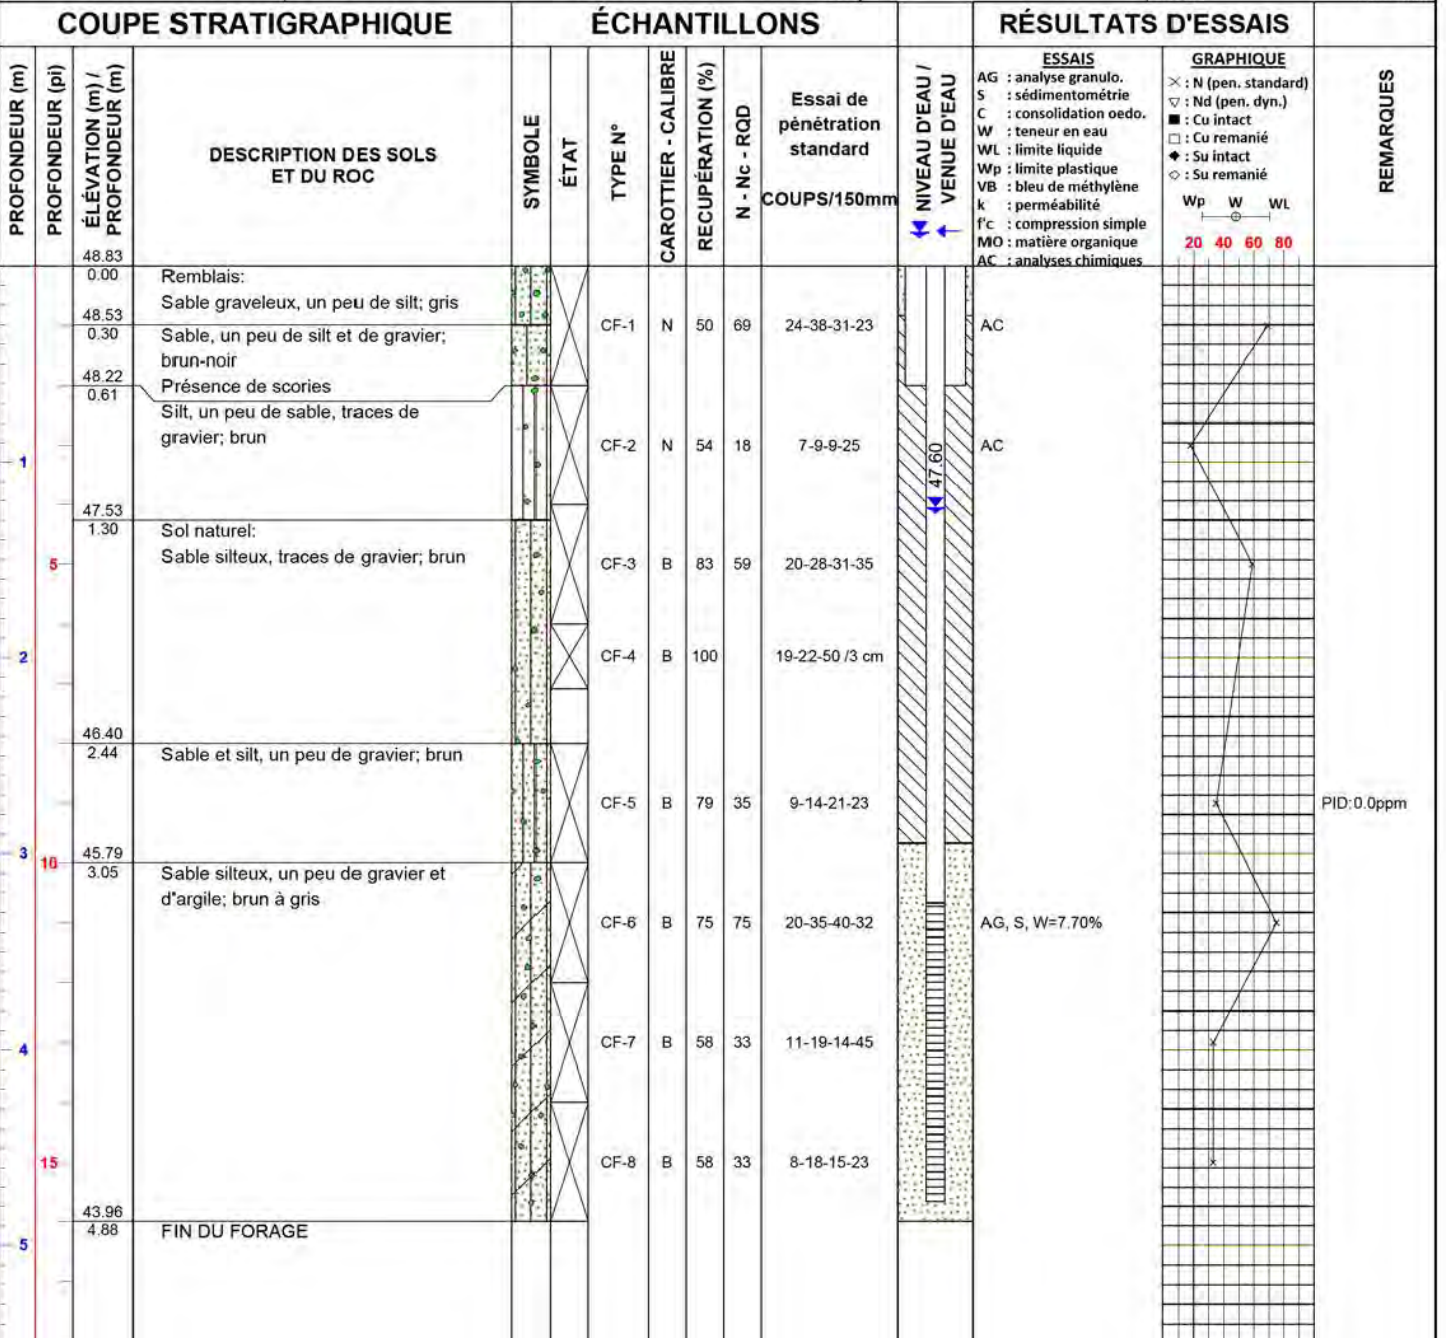 COUPE STRATIGRAPHIQUE
ÉCHANTILLONS
RÉSULTATS D'ESSAIS
PROFONDEUR (m)
PROFONDEUR (pi)
ÉLÉVATION (m) /
PROFONDEUR (m)
DESCRIPTION DES SOLS
ET DU ROC
SYMBOLE
ÉTAT
TYPE N°
CAROTTIER - CALIBRE
RECUPÉRATION (%)
N - Nc - RQD
Essai de
pénétration
standard
COUPS/150mm
NIVEAU D'EAU /
VENUE D'EAU
ESSAIS
AG : analyse granulo.
S : sédimentométrie
C : consolidation oedo.
W : teneur en eau
WL : limite liquide
Wp : limite plastique
VB : bleu de méthylène
k : perméabilité
f'c : compression simple
MO : matière organique
AC : analyses chimiques
GRAPHIQUE
× : N (pen. standard)
▽ : Nd (pen. dyn.)
■ : Cu intact
□ : Cu remanié
◆ : Su intact
◇ : Su remanié
Wp W WL
20 40 60 80
REMARQUES
48.83
0.00
Remblais:
Sable graveleux, un peu de silt; gris
48.53
0.30
Sable, un peu de silt et de gravier;
brun-noir
CF-1 N 50 69 24-38-31-23 AC
48.22
0.61
Présence de scories
Silt, un peu de sable, traces de
gravier; brun
CF-2 N 54 18 7-9-9-25 AC
1
47.60
47.53
1.30
Sol naturel:
Sable silteux, traces de gravier; brun
5
CF-3 B 83 59 20-28-31-35
2
CF-4 B 100 19-22-50 /3 cm
46.40
2.44
Sable et silt, un peu de gravier; brun
CF-5 B 79 35 9-14-21-23 PID:0.0ppm
3
10
45.79
3.05
Sable silteux, un peu de gravier et
d'argile; brun à gris
CF-6 B 75 75 20-35-40-32 AG, S, W=7.70%
4
CF-7 B 58 33 11-19-14-45
15
CF-8 B 58 33 8-18-15-23
43.96
4.88
FIN DU FORAGE
5